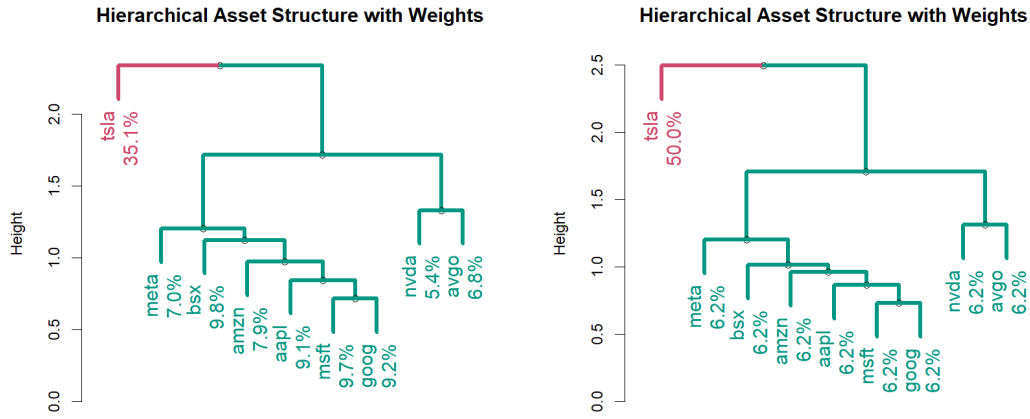 Hierarchical Asset Structure with Weights
Height
0.0
0.5
1.0
1.5
2.0
tsla
35.1%
meta
7.0%
bsx
9.8%
amzn
7.9%
aapl
9.1%
msft
9.7%
goog
9.2%
nvda
5.4%
avgo
6.8%
Hierarchical Asset Structure with Weights
Height
0.0
0.5
1.0
1.5
2.0
2.5
tsla
50.0%
meta
6.2%
bsx
6.2%
amzn
6.2%
aapl
6.2%
msft
6.2%
goog
6.2%
nvda
6.2%
avgo
6.2%